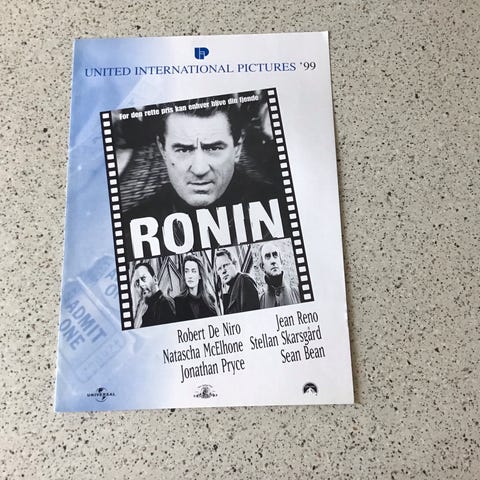 UNITED INTERNATIONAL PICTURES '99
For den rette pris kan enhver blive din fjende
RONIN
Robert De Niro
Natascha McElhone
Jonathan Pryce
Jean Reno
Stellan Skarsgård
Sean Bean
ADMIT
ONE
UNIVERSAL